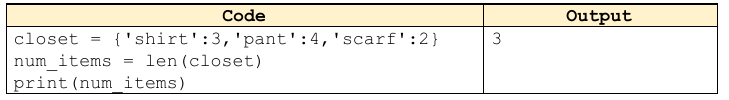 Code Output
closet = {'shirt':3,'pant':4,'scarf':2} 3
num_items = len(closet)
print(num_items)